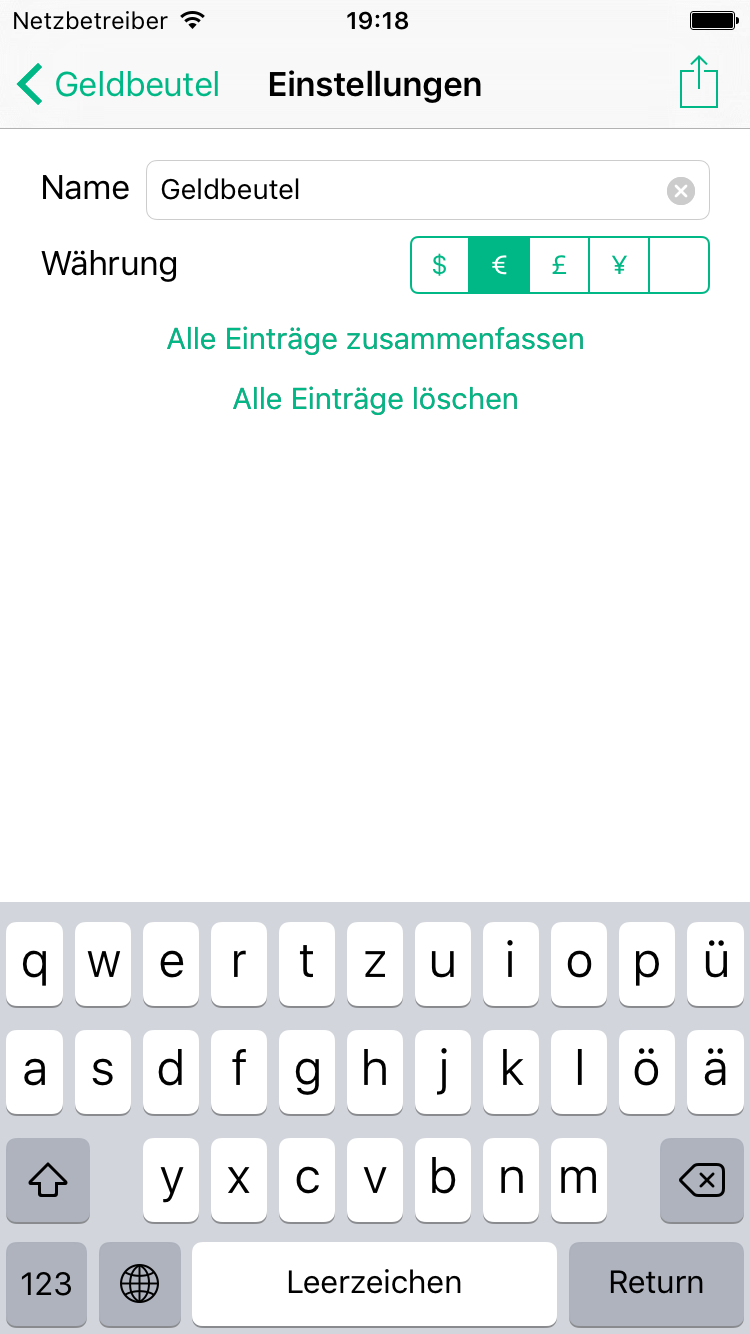 Netzbetreiber 19:18
Geldbeutel Einstellungen
Name Geldbeutel
Währung $ € £ ¥
Alle Einträge zusammenfassen
Alle Einträge löschen
q w e r t z u i o p ü
a s d f g h j k l ö ä
y x c v b n m
123 Leerzeichen Return